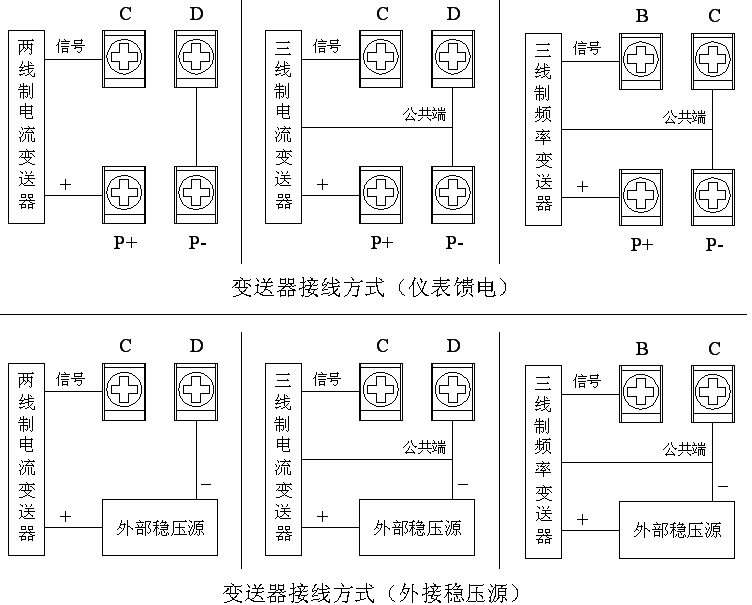 C D
两线制电流变送器
信号
+
P+ P-
C D
三线制电流变送器
信号
公共端
+
P+ P-
B C
三线制频率变送器
信号
公共端
+
P+ P-
变送器接线方式（仪表馈电）
C D
两线制电流变送器
信号
−
+
外部稳压源
C D
三线制电流变送器
信号
公共端
−
+
外部稳压源
B C
三线制频率变送器
信号
公共端
−
+
外部稳压源
变送器接线方式（外接稳压源）